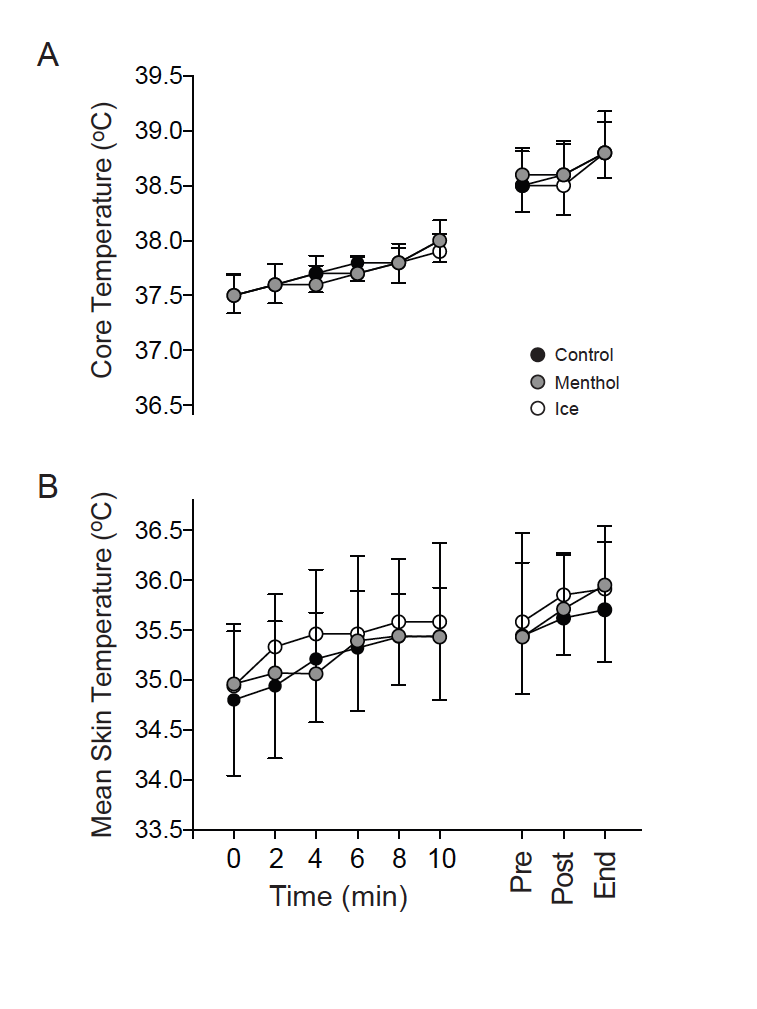 A
Core Temperature (ºC)
39.5
39.0
38.5
38.0
37.5
37.0
36.5
Control
Menthol
Ice
B
Mean Skin Temperature (ºC)
36.5
36.0
35.5
35.0
34.5
34.0
33.5
0 2 4 6 8 10 Pre Post End
Time (min)